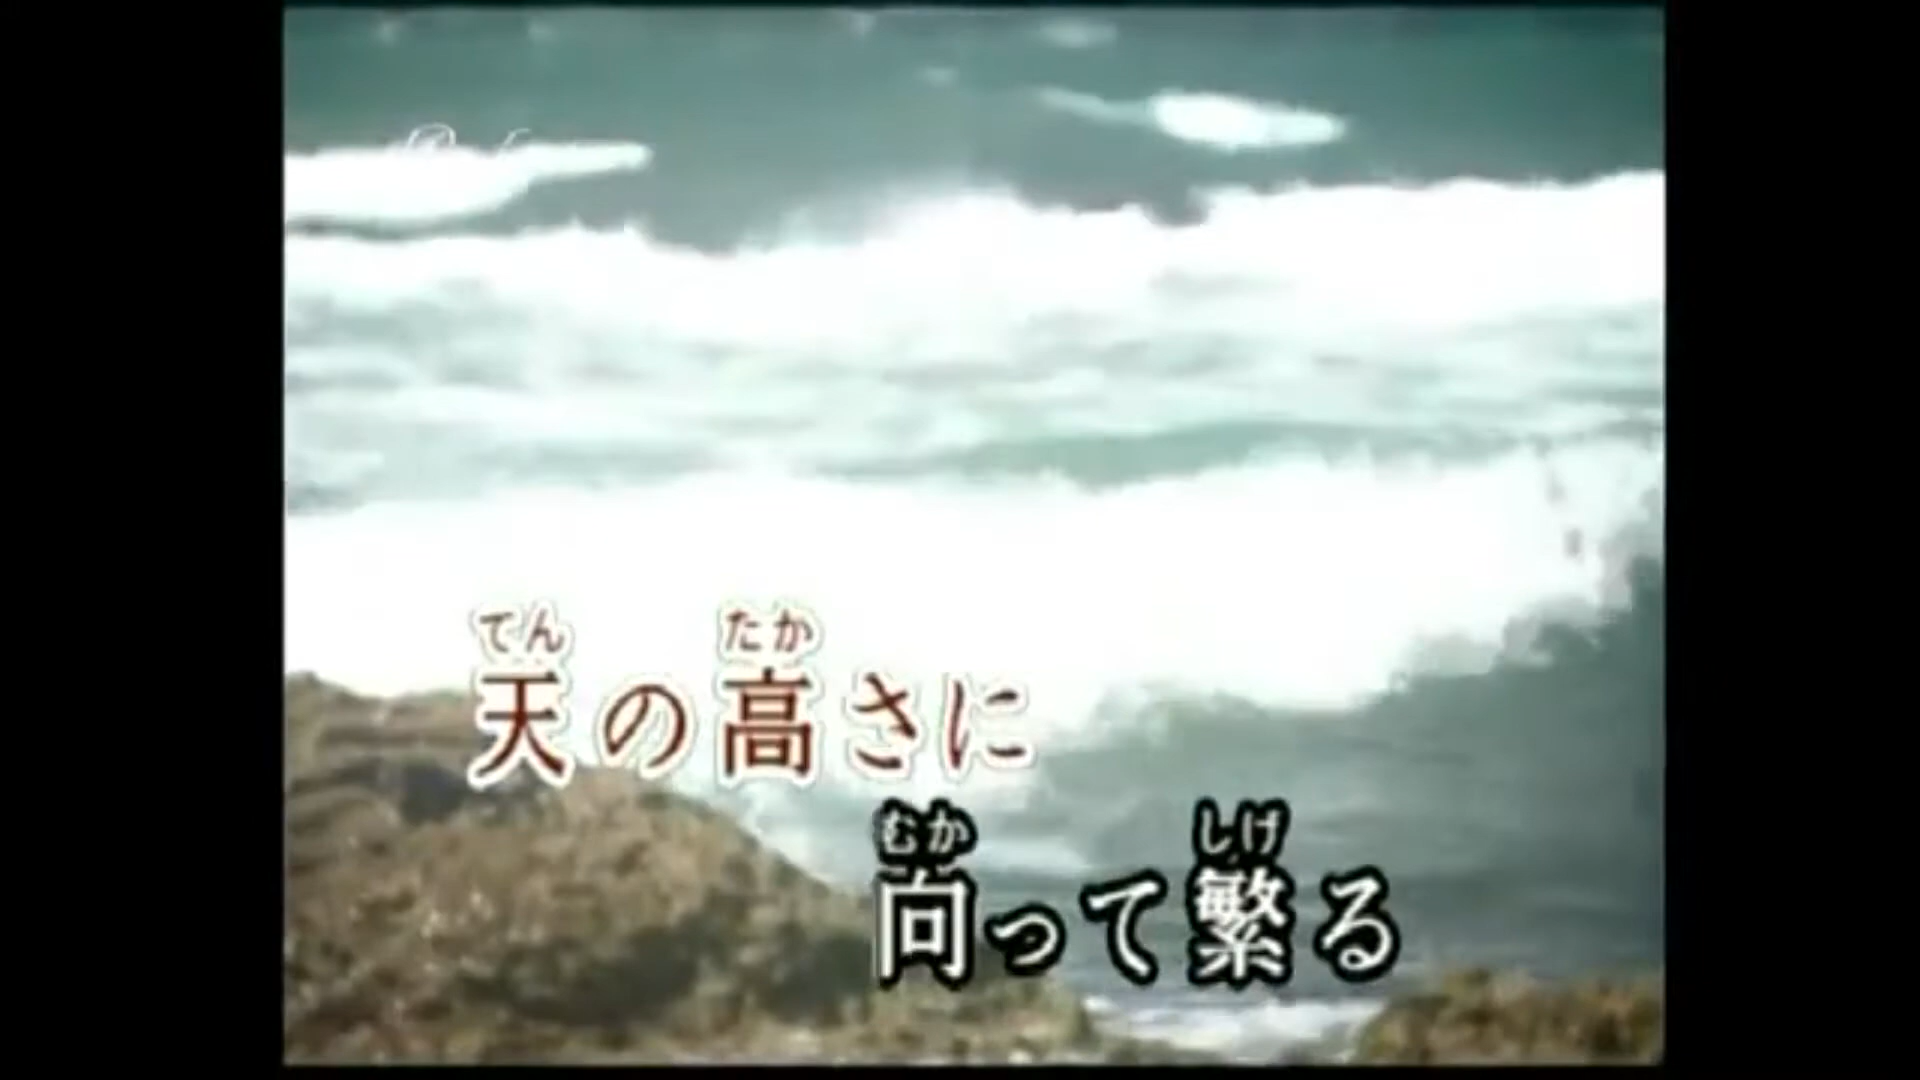 てん たか
天の高さに
むか しげ
向って繁る